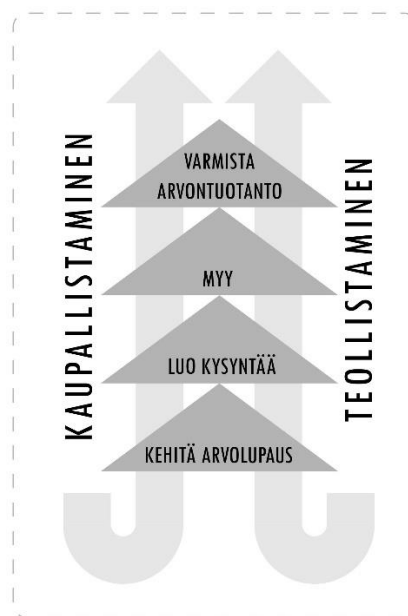 KAUPALLISTAMINEN
VARMISTA
ARVONTUOTANTO
MYY
LUO KYSYNTÄÄ
KEHITÄ ARVOLUPAUS
TEOLLISTAMINEN